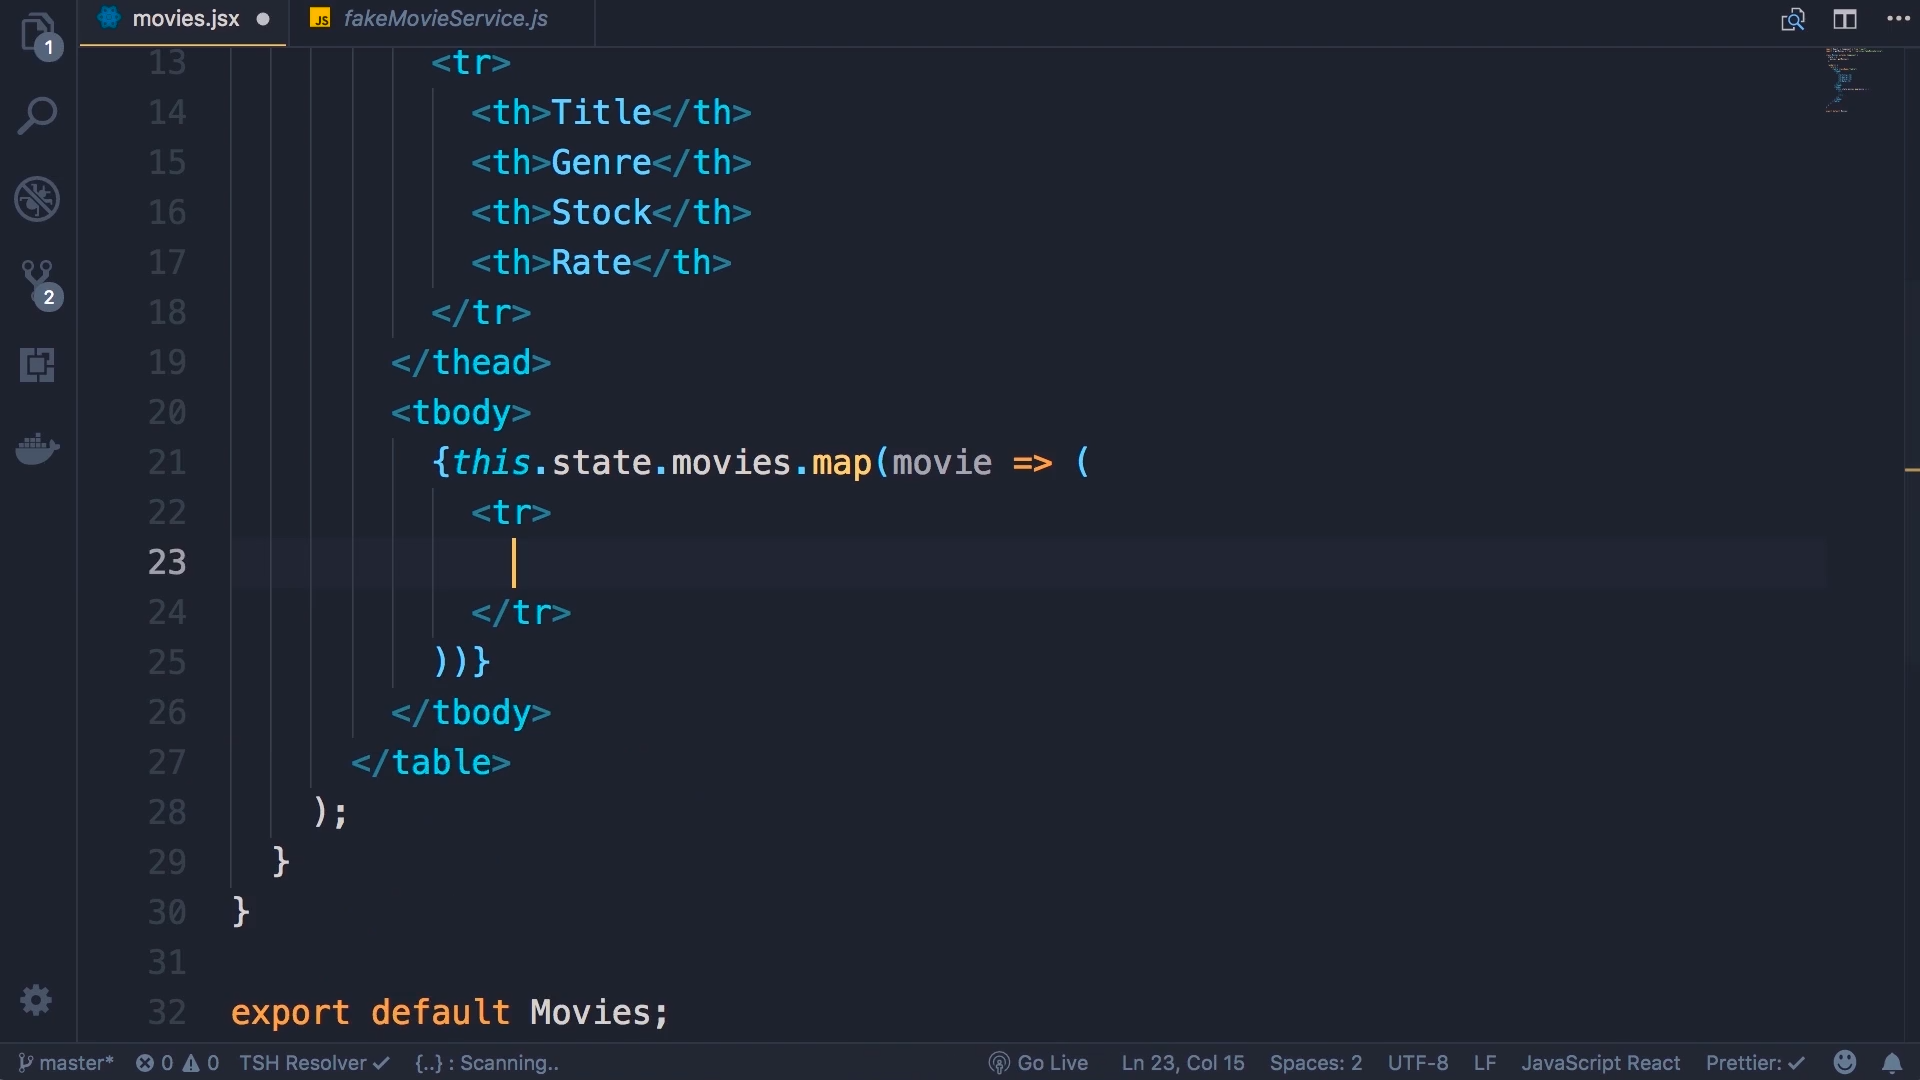 movies.jsx ● JS fakeMovieService.js
1
2
13 <tr>
14 <th>Title</th>
15 <th>Genre</th>
16 <th>Stock</th>
17 <th>Rate</th>
18 </tr>
19 </thead>
20 <tbody>
21 {this.state.movies.map(movie => (
22 <tr>
23
24 </tr>
25 ))}
26 </tbody>
27 </table>
28 );
29 }
30 }
31
32 export default Movies;
master* 0 0 TSH Resolver ✓ {..} : Scanning.. Go Live Ln 23, Col 15 Spaces: 2 UTF-8 LF JavaScript React Prettier: ✓